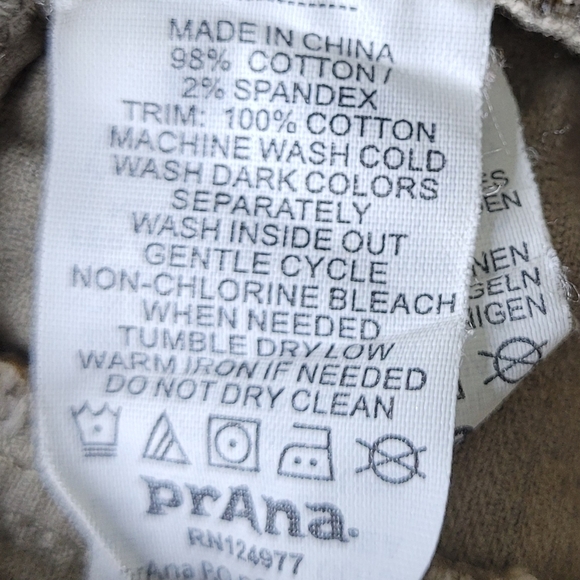 MADE IN CHINA
98% COTTON /
2% SPANDEX
TRIM: 100% COTTON
MACHINE WASH COLD
WASH DARK COLORS
SEPARATELY
WASH INSIDE OUT
GENTLE CYCLE
NON-CHLORINE BLEACH
WHEN NEEDED
TUMBLE DRY LOW
WARM IRON IF NEEDED
DO NOT DRY CLEAN
prAna
RN124977